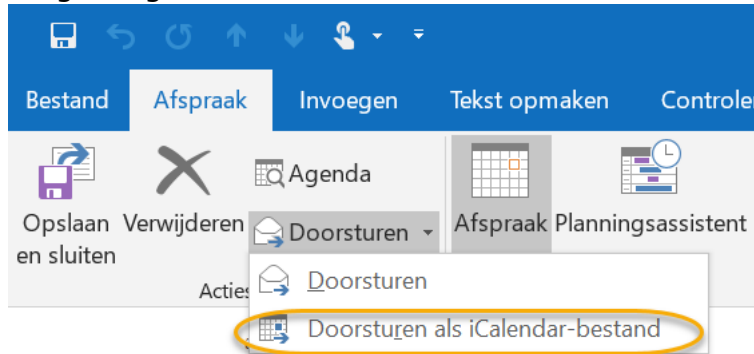 Bestand Afspraak Invoegen Tekst opmaken
Agenda
Opslaan en sluiten
Verwijderen
Doorsturen
Afspraak
Planningsassistent
Acties
Doorsturen
Doorsturen als iCalendar-bestand